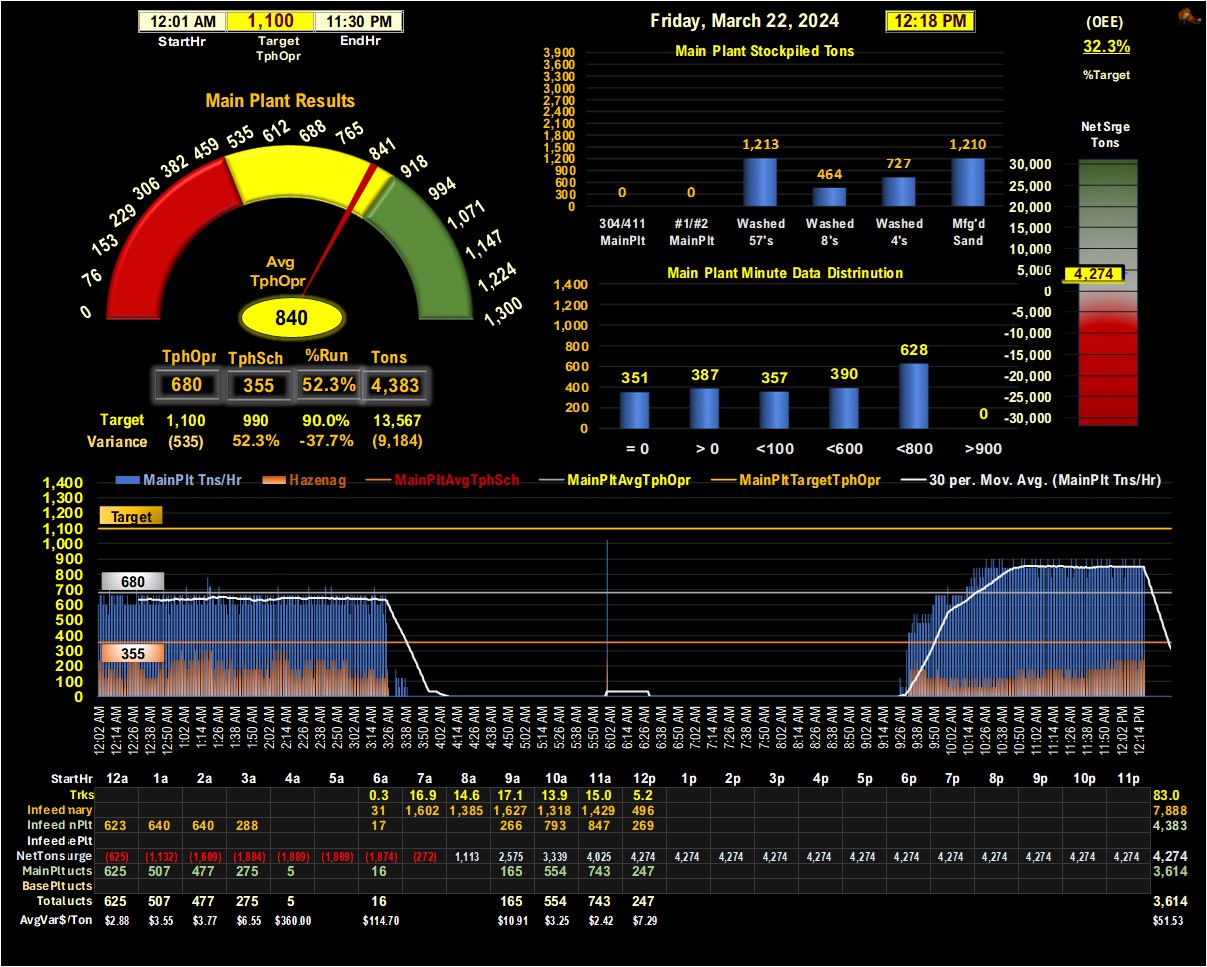 12:01 AM 1,100 11:30 PM
StartHr Target TphOpr EndHr
Friday, March 22, 2024 12:18 PM
(OEE)
32.3%
%Target
Main Plant Results
0 76 153 229 306 382 459 535 612 688 765 841 918 994 1,071 1,147 1,224 1,300
Avg
TphOpr
840
TphOpr TphSch %Run Tons
680 355 52.3% 4,383
Target 1,100 990 90.0% 13,567
Variance (535) 52.3% -37.7% (9,184)
Main Plant Stockpiled Tons
3,900
3,600
3,300
3,000
2,700
2,400
2,100
1,800
1,500
1,200
900
600
300
0
0 0 1,213 464 727 1,210
304/411 #1/#2 Washed Washed Washed Mfg'd
MainPlt MainPlt 57's 8's 4's Sand
Main Plant Minute Data Distrinution
1,400
1,200
1,000
800
600
400
200
0
351 387 357 390 628 0
= 0 > 0 <100 <600 <800 >900
Net Srge
Tons
30,000
25,000
20,000
15,000
10,000
5,000
4,274
0
-5,000
-10,000
-15,000
-20,000
-25,000
-30,000
MainPlt Tns/Hr Hazenag MainPltAvgTphSch MainPltAvgTphOpr MainPltTargetTphOpr 30 per. Mov. Avg. (MainPlt Tns/Hr)
1,400
1,300
1,200
1,100
1,000
900
800
700
600
500
400
300
200
100
0
Target
680
355
12:02 AM 12:14 AM 12:26 AM 12:38 AM 12:50 AM 1:02 AM 1:14 AM 1:26 AM 1:38 AM 1:50 AM 2:02 AM 2:14 AM 2:26 AM 2:38 AM 2:50 AM 3:02 AM 3:14 AM 3:26 AM 3:38 AM 3:50 AM 4:02 AM 4:14 AM 4:26 AM 4:38 AM 4:50 AM 5:02 AM 5:14 AM 5:26 AM 5:38 AM 5:50 AM 6:02 AM 6:14 AM 6:26 AM 6:38 AM 6:50 AM 7:02 AM 7:14 AM 7:26 AM 7:38 AM 7:50 AM 8:02 AM 8:14 AM 8:26 AM 8:38 AM 8:50 AM 9:02 AM 9:14 AM 9:26 AM 9:38 AM 9:50 AM 10:02 AM 10:14 AM 10:26 AM 10:38 AM 10:50 AM 11:02 AM 11:14 AM 11:26 AM 11:38 AM 11:50 AM 12:02 PM 12:14 PM
StartHr 12a 1a 2a 3a 4a 5a 6a 7a 8a 9a 10a 11a 12p 1p 2p 3p 4p 5p 6p 7p 8p 9p 10p 11p
Trks 0.3 16.9 14.6 17.1 13.9 15.0 5.2 83.0
Infeed nary 31 1,602 1,385 1,627 1,318 1,429 496 7,888
Infeed nPlt 623 640 640 288 17 266 793 847 269 4,383
Infeed ePlt
NetTons urge (625) (1,132) (1,609) (1,884) (1,889) (1,889) (1,874) (272) 1,113 2,575 3,339 4,025 4,274 4,274 4,274 4,274 4,274 4,274 4,274 4,274 4,274 4,274 4,274 4,274 4,274
MainPlt ucts 625 507 477 275 5 16 165 554 743 247 3,614
BasePlt ucts
Total ucts 625 507 477 275 5 16 165 554 743 247 3,614
AvgVar$/Ton $2.88 $3.55 $3.77 $6.55 $360.00 $114.70 $10.91 $3.25 $2.42 $7.29 $51.53